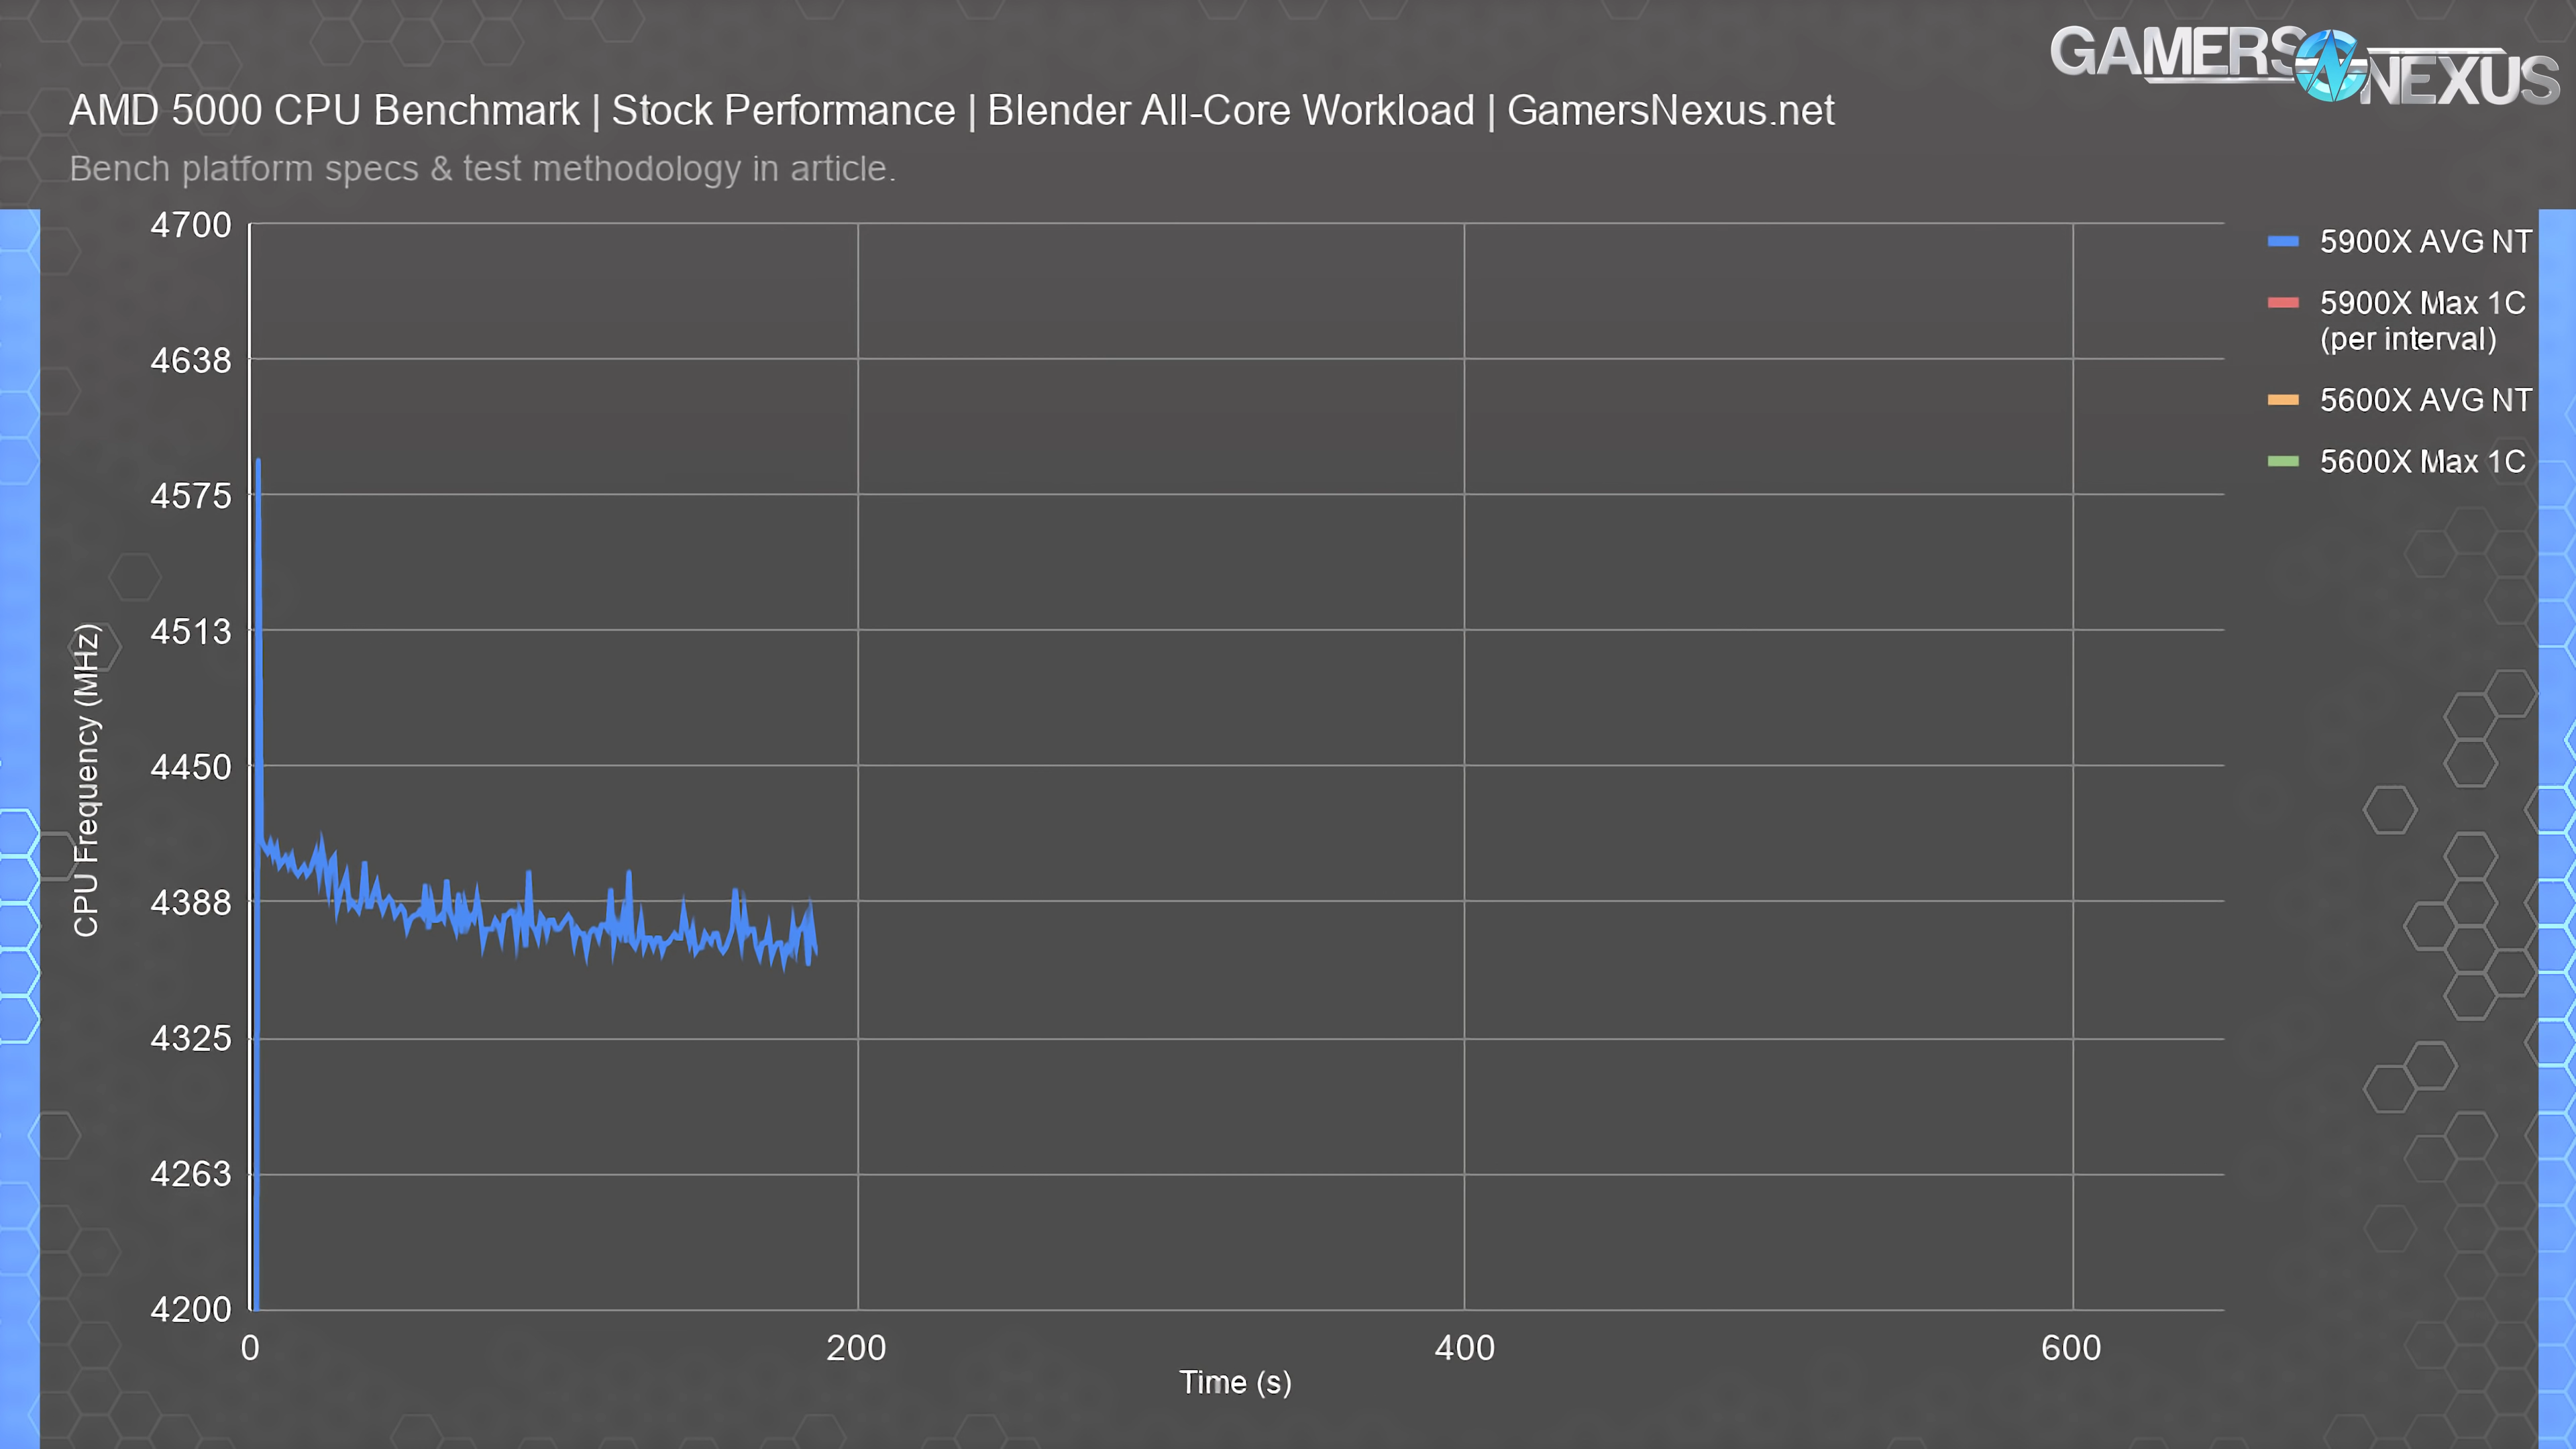 GAMERS NEXUS
AMD 5000 CPU Benchmark | Stock Performance | Blender All-Core Workload | GamersNexus.net
Bench platform specs & test methodology in article.
4700
4638
4575
4513
4450
4388
4325
4263
4200
CPU Frequency (MHz)
0 200 400 600
Time (s)
5900X AVG NT
5900X Max 1C
(per interval)
5600X AVG NT
5600X Max 1C